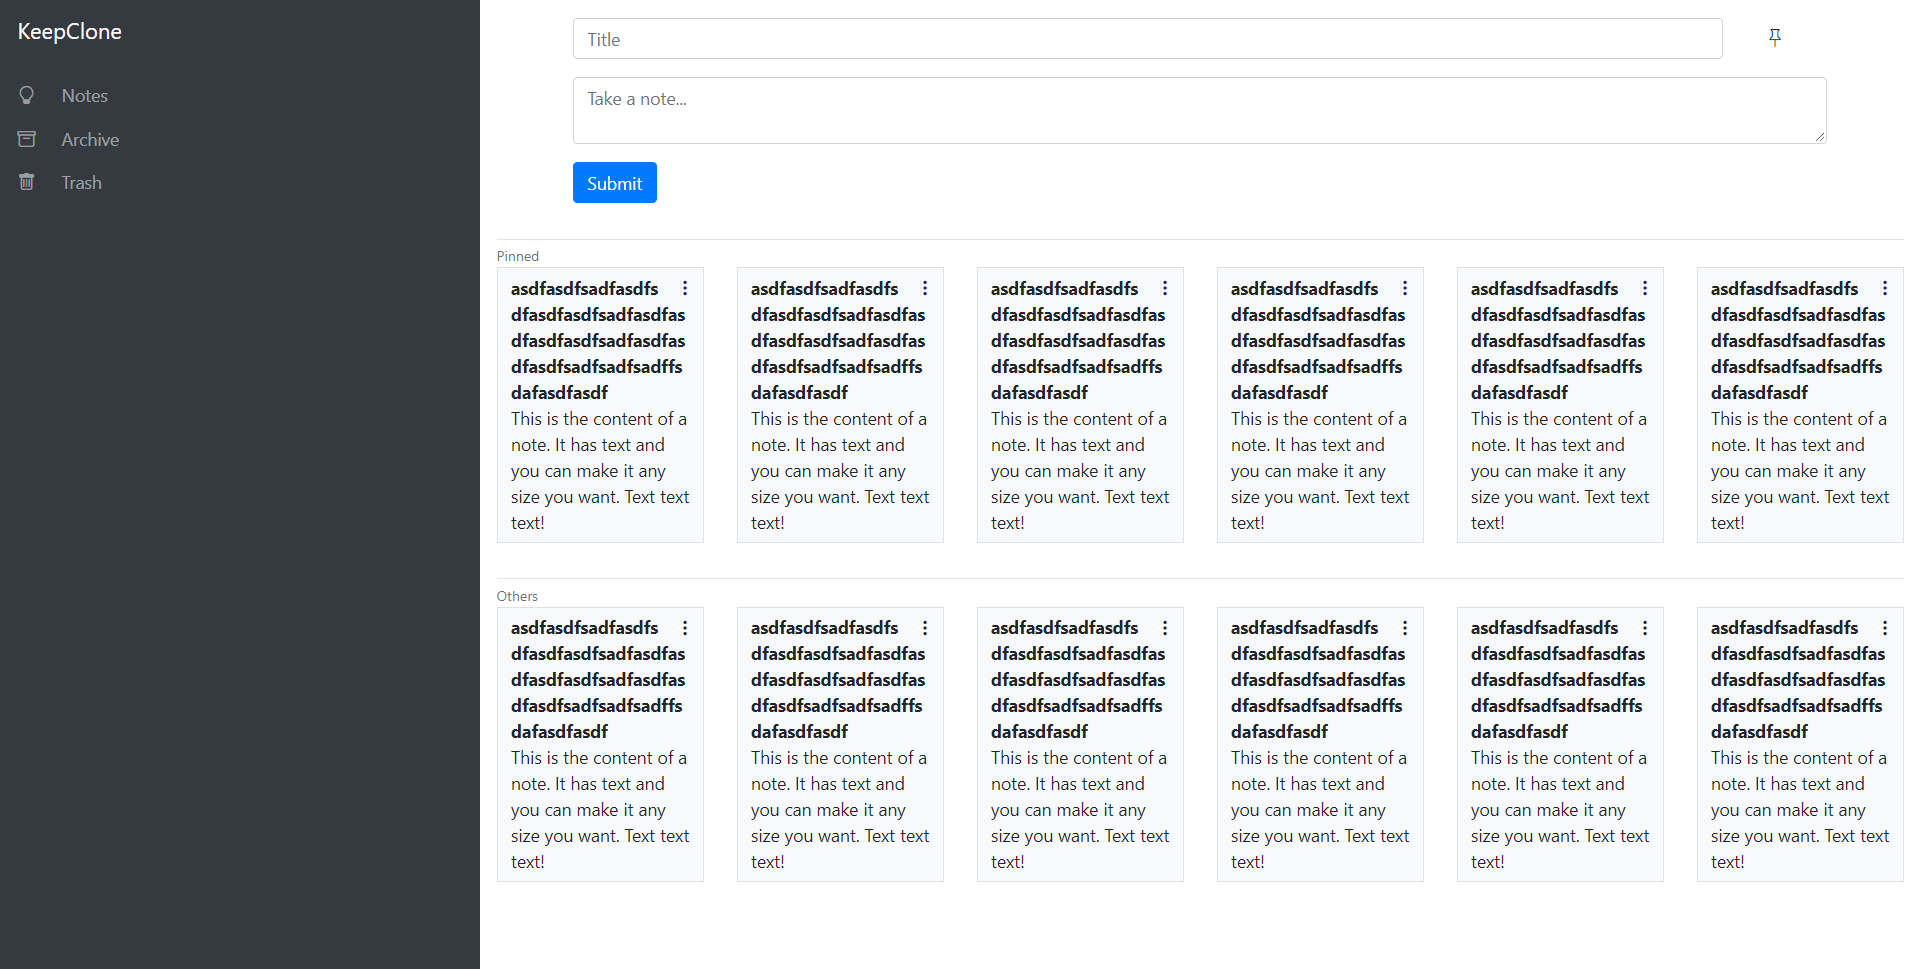 KeepClone
Notes
Archive
Trash
Title
Take a note...
Submit
Pinned
asdfasdfsadfasdfs
dfasdfasdfsadfasdfas
dfasdfasdfsadfasdfas
dfasdfsadfsadfsadffs
dafasdfasdf
This is the content of a
note. It has text and
you can make it any
size you want. Text text
text!
asdfasdfsadfasdfs
dfasdfasdfsadfasdfas
dfasdfasdfsadfasdfas
dfasdfsadfsadfsadffs
dafasdfasdf
This is the content of a
note. It has text and
you can make it any
size you want. Text text
text!
asdfasdfsadfasdfs
dfasdfasdfsadfasdfas
dfasdfasdfsadfasdfas
dfasdfsadfsadfsadffs
dafasdfasdf
This is the content of a
note. It has text and
you can make it any
size you want. Text text
text!
asdfasdfsadfasdfs
dfasdfasdfsadfasdfas
dfasdfasdfsadfasdfas
dfasdfsadfsadfsadffs
dafasdfasdf
This is the content of a
note. It has text and
you can make it any
size you want. Text text
text!
asdfasdfsadfasdfs
dfasdfasdfsadfasdfas
dfasdfasdfsadfasdfas
dfasdfsadfsadfsadffs
dafasdfasdf
This is the content of a
note. It has text and
you can make it any
size you want. Text text
text!
asdfasdfsadfasdfs
dfasdfasdfsadfasdfas
dfasdfasdfsadfasdfas
dfasdfsadfsadfsadffs
dafasdfasdf
This is the content of a
note. It has text and
you can make it any
size you want. Text text
text!
Others
asdfasdfsadfasdfs
dfasdfasdfsadfasdfas
dfasdfasdfsadfasdfas
dfasdfsadfsadfsadffs
dafasdfasdf
This is the content of a
note. It has text and
you can make it any
size you want. Text text
text!
asdfasdfsadfasdfs
dfasdfasdfsadfasdfas
dfasdfasdfsadfasdfas
dfasdfsadfsadfsadffs
dafasdfasdf
This is the content of a
note. It has text and
you can make it any
size you want. Text text
text!
asdfasdfsadfasdfs
dfasdfasdfsadfasdfas
dfasdfasdfsadfasdfas
dfasdfsadfsadfsadffs
dafasdfasdf
This is the content of a
note. It has text and
you can make it any
size you want. Text text
text!
asdfasdfsadfasdfs
dfasdfasdfsadfasdfas
dfasdfasdfsadfasdfas
dfasdfsadfsadfsadffs
dafasdfasdf
This is the content of a
note. It has text and
you can make it any
size you want. Text text
text!
asdfasdfsadfasdfs
dfasdfasdfsadfasdfas
dfasdfasdfsadfasdfas
dfasdfsadfsadfsadffs
dafasdfasdf
This is the content of a
note. It has text and
you can make it any
size you want. Text text
text!
asdfasdfsadfasdfs
dfasdfasdfsadfasdfas
dfasdfasdfsadfasdfas
dfasdfsadfsadfsadffs
dafasdfasdf
This is the content of a
note. It has text and
you can make it any
size you want. Text text
text!